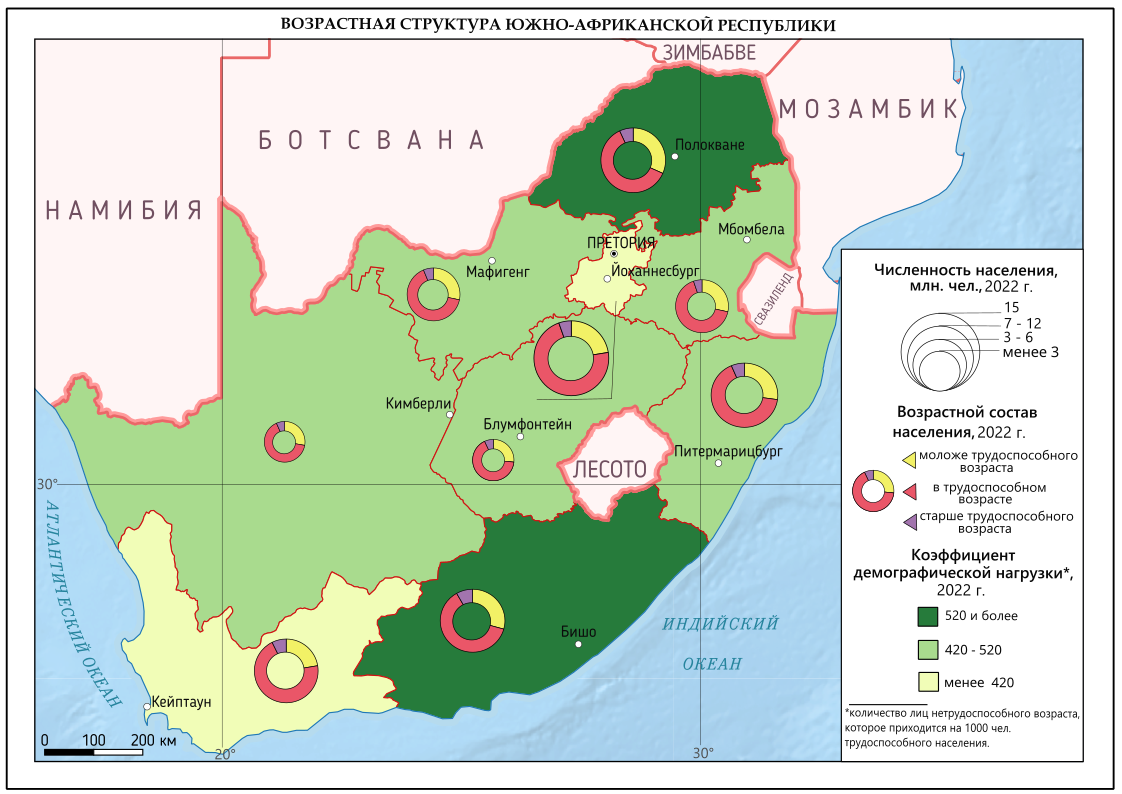 ВОЗРАСТНАЯ СТРУКТУРА ЮЖНО-АФРИКАНСКОЙ РЕСПУБЛИКИ
ЗИМБАБВЕ
МОЗАМБИК
БОТСВАНА
НАМИБИЯ
Полокване
Мбомбела
ПРЕТОРИЯ
Мафигенг
Йоханнесбург
СВАЗИЛЕНД
Кимберли
Блумфонтейн
Питермарицбург
ЛЕСОТО
30°
АТЛАНТИЧЕСКИЙ ОКЕАН
ИНДИЙСКИЙ
ОКЕАН
Бишо
Кейптаун
0 100 200 км
20°
30°
Численность населения,
млн. чел., 2022 г.
15
7 - 12
3 - 6
менее 3
Возрастной состав
населения, 2022 г.
моложе трудоспособного
возраста
в трудоспособном
возрасте
старше трудоспособного
возраста
Коэффициент
демографической нагрузки*,
2022 г.
520 и более
420 - 520
менее 420
*количество лиц нетрудоспособного возраста,
которое приходится на 1000 чел.
трудоспособного населения.